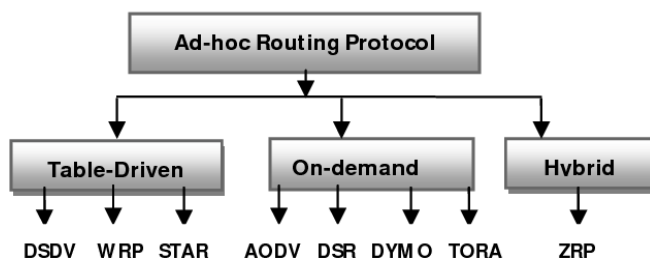 Ad-hoc Routing Protocol
Table-Driven On-demand Hybrid
DSDV WRP STAR AODV DSR DYMO TORA ZRP